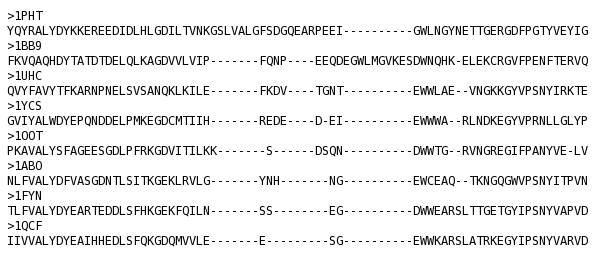 >1PHT
YQYRALYDYKKEREEDIDLHLGDILTVNKGSLVALGFSDGQEARPEEI----------GWLNGYNETTGERGDFPGTYVEYIG
>1BB9
FKVQAQHDYTATDTDELQLKAGDVVLVIP-------FQNP----EEQDEGWLMGVKESDWNQHK-ELEKCRGVFPENFTERVQ
>1UHC
QVYFAVYTFKARNPNELSVSANQKLKILE-------FKDV----TGNT----------EWWLAE--VNGKKGYVPSNYIRKTE
>1YCS
GVIYALWDYEPQNDDELPMKEGDCMTIIH-------REDE----D-EI----------EWWWA--RLNDKEGYVPRNLLGLYP
>1OOT
PKAVALYSFAGEESGDLPFRKGDVITILKK-------S------DSQN----------DWWTG--RVNGREGIFPANYVE-LV
>1ABO
NLFVALYDFVASGDNTLSITKGEKLRVLG-------YNH-------NG----------EWCEAQ--TKNGQGWVPSNYITPVN
>1FYN
TLFVALYDYEARTEDDLSFHKGEKFQILN-------SS--------EG----------DWWEARSLTTGETGYIPSNYVAPVD
>1QCF
IIVVALYDYEAIHHEDLSFQKGDQMVVLE-------E---------SG----------EWWKARSLATRKEGYIPSNYVARVD